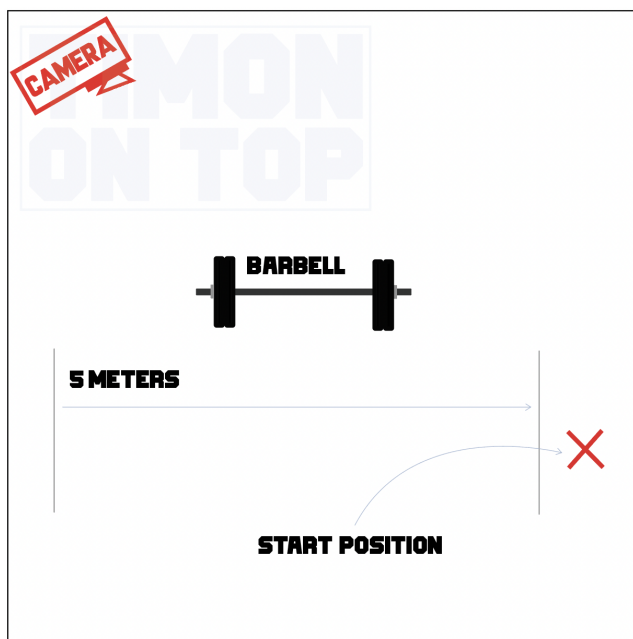 CAMERA
TIMON
ON TOP
BARBELL
5 METERS
START POSITION